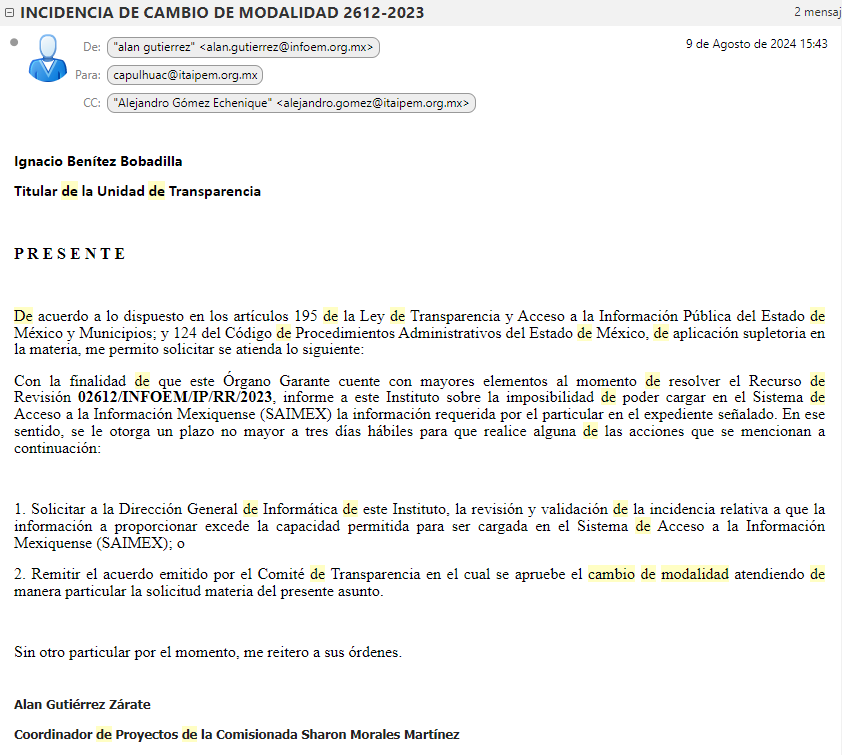 INCIDENCIA DE CAMBIO DE MODALIDAD 2612-2023
2 mensaj
De: "alan gutierrez" <alan.gutierrez@infoem.org.mx>
9 de Agosto de 2024 15:43
Para: capulhuac@itaipem.org.mx
CC: "Alejandro Gómez Echenique" <alejandro.gomez@itaipem.org.mx>
Ignacio Benítez Bobadilla
Titular de la Unidad de Transparencia
P R E S E N T E
De acuerdo a lo dispuesto en los artículos 195 de la Ley de Transparencia y Acceso a la Información Pública del Estado de
México y Municipios; y 124 del Código de Procedimientos Administrativos del Estado de México, de aplicación supletoria en
la materia, me permito solicitar se atienda lo siguiente:
Con la finalidad de que este Órgano Garante cuente con mayores elementos al momento de resolver el Recurso de
Revisión 02612/INFOEM/IP/RR/2023, informe a este Instituto sobre la imposibilidad de poder cargar en el Sistema de
Acceso a la Información Mexiquense (SAIMEX) la información requerida por el particular en el expediente señalado. En ese
sentido, se le otorga un plazo no mayor a tres días hábiles para que realice alguna de las acciones que se mencionan a
continuación:
1. Solicitar a la Dirección General de Informática de este Instituto, la revisión y validación de la incidencia relativa a que la
información a proporcionar excede la capacidad permitida para ser cargada en el Sistema de Acceso a la Información
Mexiquense (SAIMEX); o
2. Remitir el acuerdo emitido por el Comité de Transparencia en el cual se apruebe el cambio de modalidad atendiendo de
manera particular la solicitud materia del presente asunto.
Sin otro particular por el momento, me reitero a sus órdenes.
Alan Gutiérrez Zárate
Coordinador de Proyectos de la Comisionada Sharon Morales Martínez